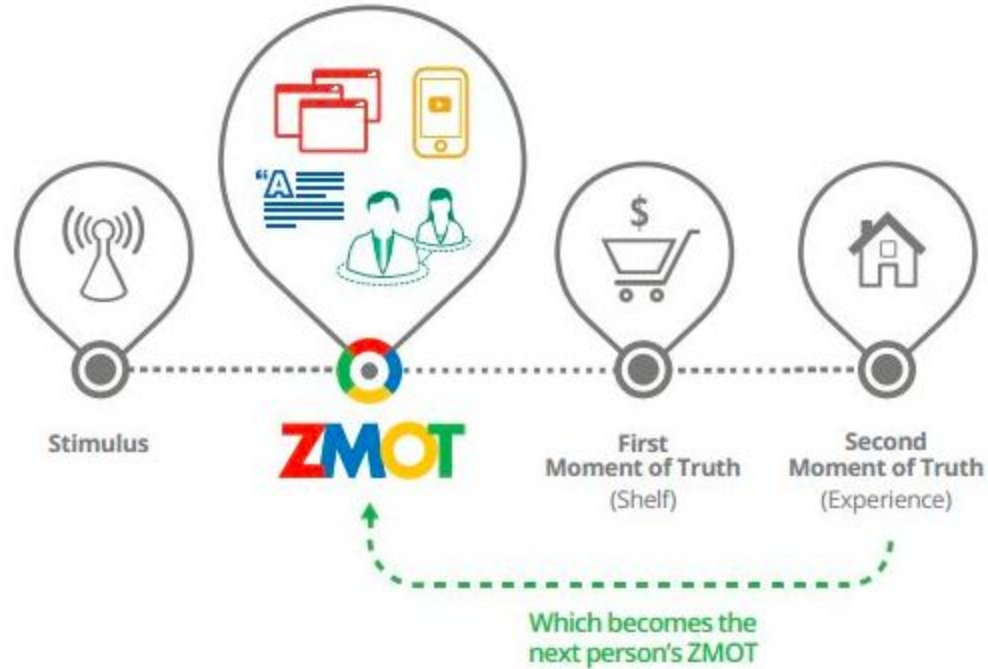 “A
$
Stimulus
ZMOT
First
Moment of Truth
(Shelf)
Second
Moment of Truth
(Experience)
Which becomes the
next person's ZMOT